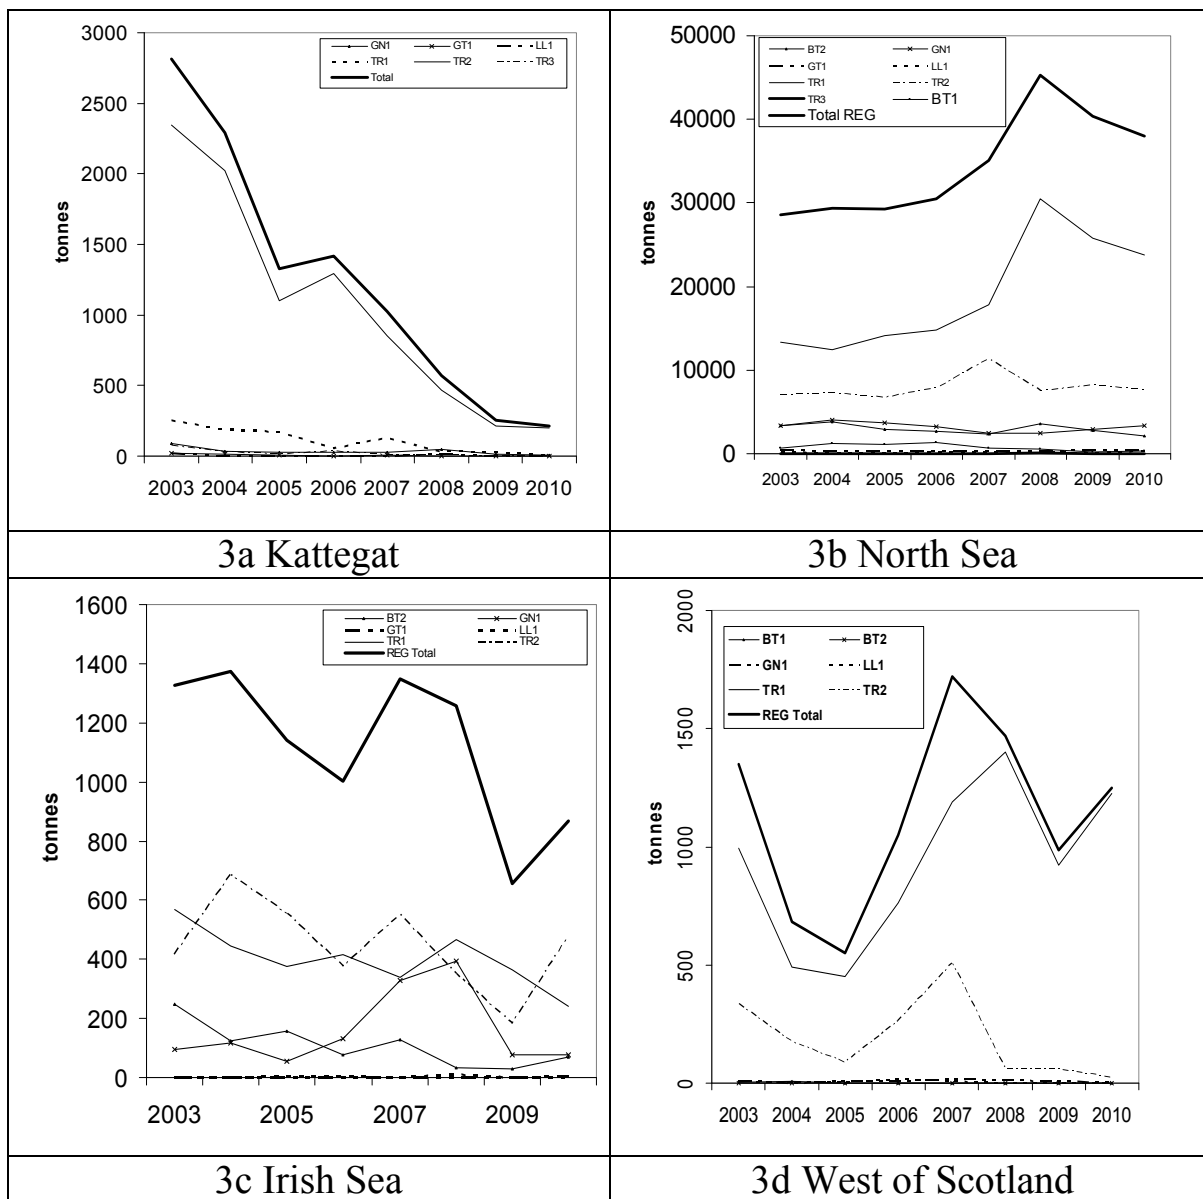 3000
2500
2000
1500
1000
500
0
tonnes
GN1 GT1 LL1
TR1 TR2 TR3
Total
2003 2004 2005 2006 2007 2008 2009 2010
3a Kattegat
50000
40000
30000
20000
10000
0
tonnes
BT2 GN1
GT1 LL1
TR1 TR2
TR3 BT1
Total REG
2003 2004 2005 2006 2007 2008 2009 2010
3b North Sea
1600
1400
1200
1000
800
600
400
200
0
tonnes
BT2 GN1
GT1 LL1
TR1 TR2
REG Total
2003 2005 2007 2009
3c Irish Sea
2000
1500
1000
500
0
tonnes
BT1 BT2
GN1 LL1
TR1 TR2
REG Total
2003 2004 2005 2006 2007 2008 2009 2010
3d West of Scotland